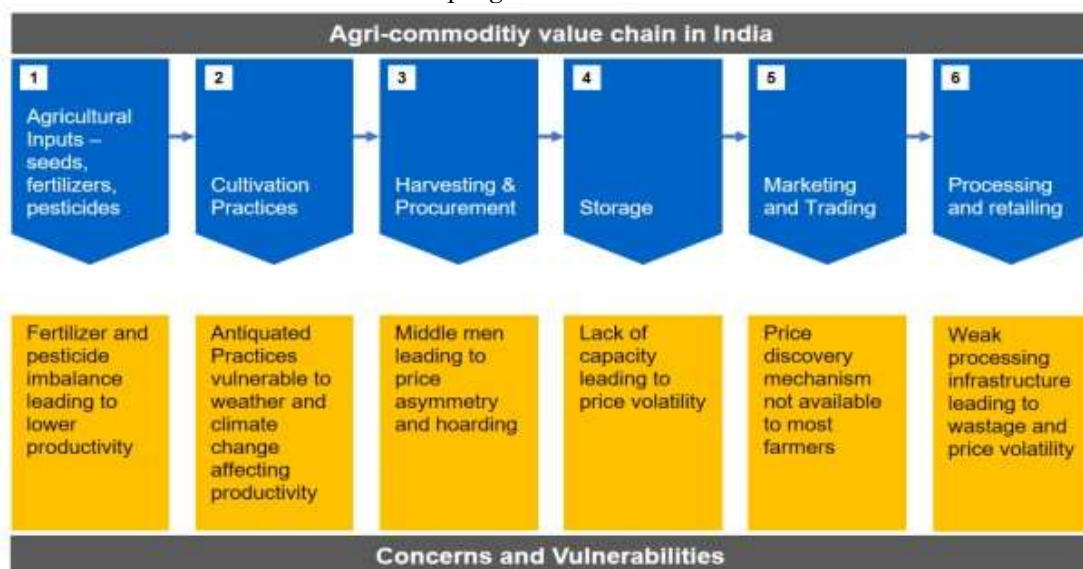 Agri-commoditiy value chain in India
1
Agricultural
Inputs –
seeds,
fertilizers,
pesticides
2
Cultivation
Practices
3
Harvesting &
Procurement
4
Storage
5
Marketing
and Trading
6
Processing
and retailing
Fertilizer and
pesticide
imbalance
leading to
lower
productivity
Antiquated
Practices
vulnerable to
weather and
climate
change
affecting
productivity
Middle men
leading to
price
asymmetry
and hoarding
Lack of
capacity
leading to
price volatility
Price
discovery
mechanism
not available
to most
farmers
Weak
processing
infrastructure
leading to
wastage and
price volatility
Concerns and Vulnerabilities